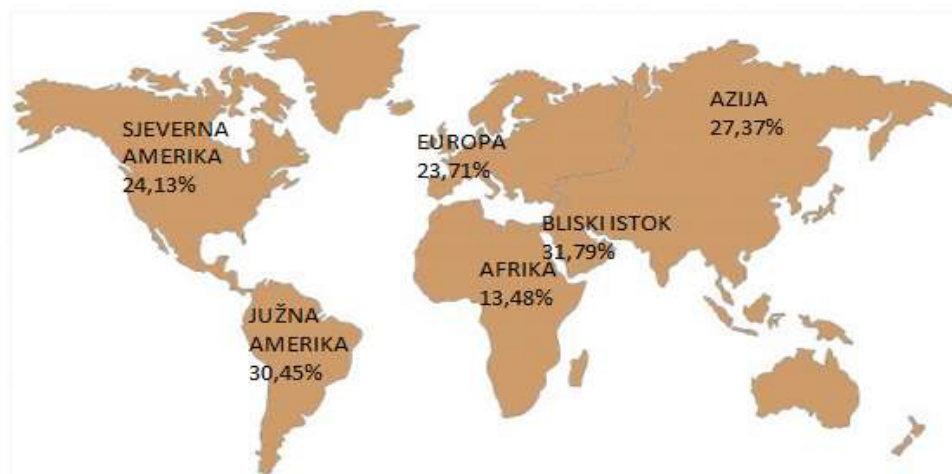 SJEVERNA
AMERIKA
24,13%
EUROPA
23,71%
AZIJA
27,37%
BLISKI ISTOK
31,79%
AFRIKA
13,48%
JUŽNA
AMERIKA
30,45%